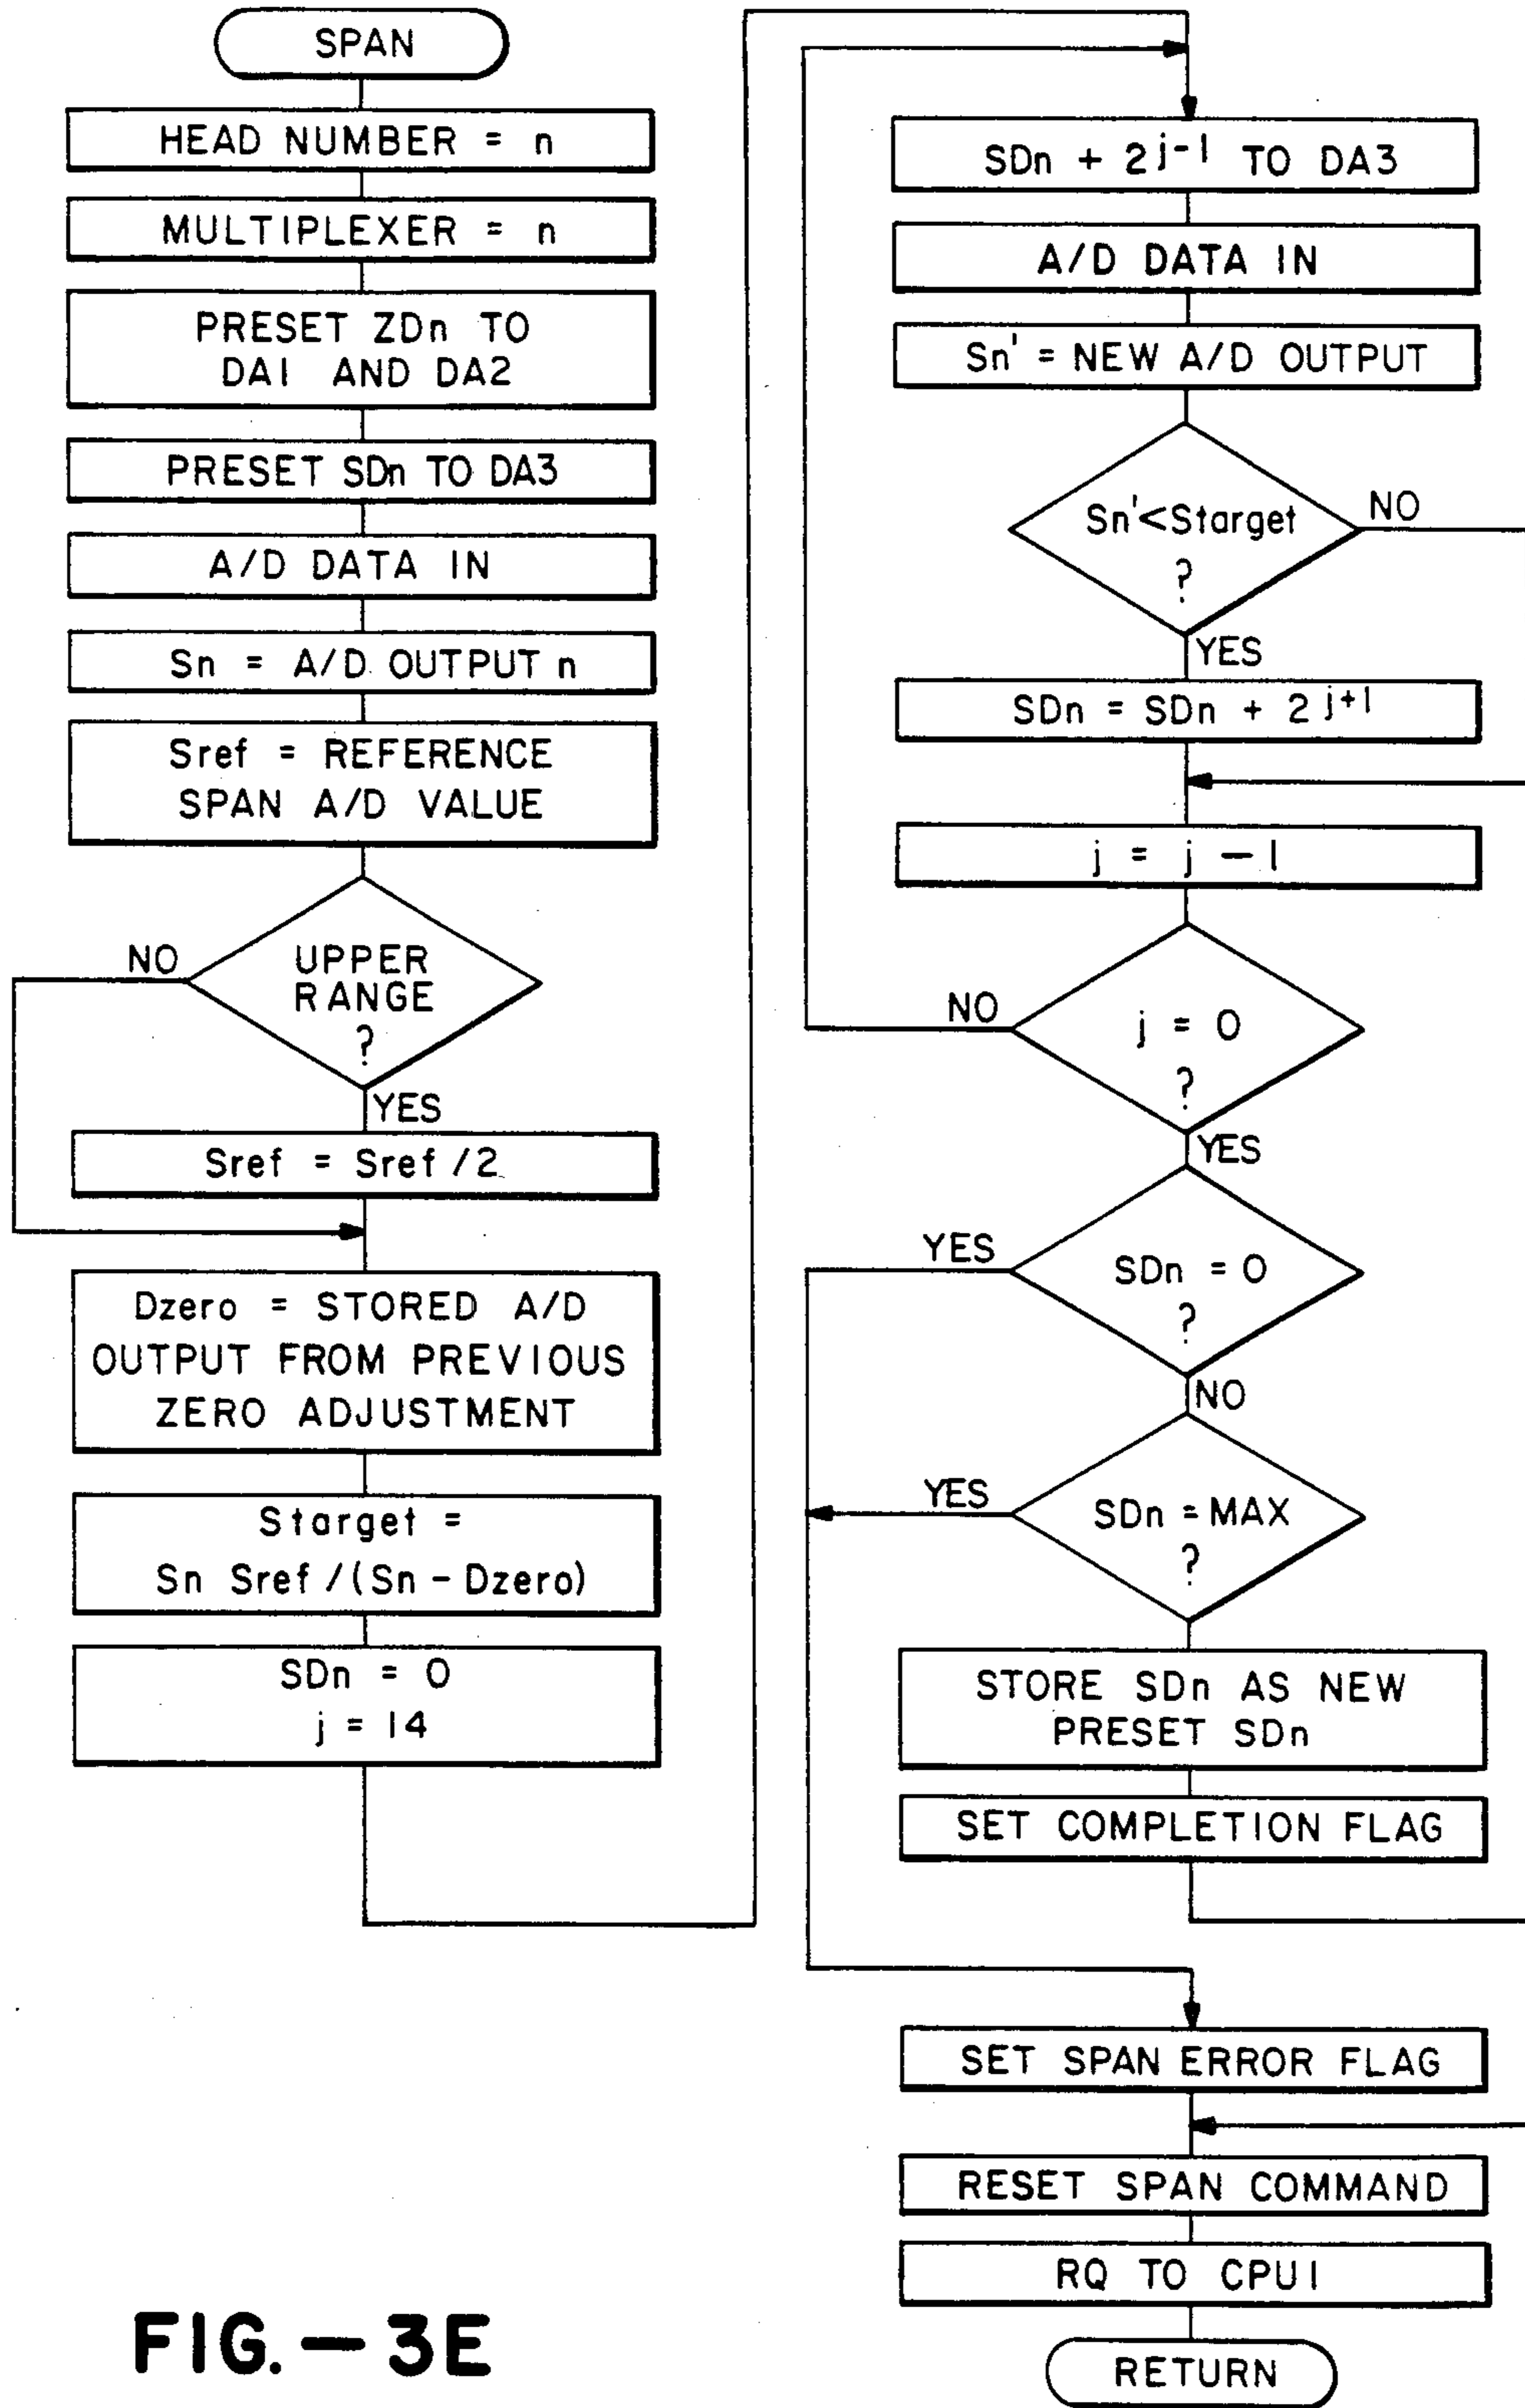 SPAN
HEAD NUMBER = n
MULTIPLEXER = n
PRESET ZDn TO
DA1 AND DA2
PRESET SDn TO DA3
A/D DATA IN
Sn = A/D OUTPUT n
Sref = REFERENCE
SPAN A/D VALUE
NO
UPPER
RANGE
?
YES
Sref = Sref /2
Dzero = STORED A/D
OUTPUT FROM PREVIOUS
ZERO ADJUSTMENT
Starget =
Sn Sref /(Sn - Dzero)
SDn = 0
j = 14
SDn + 2^j-1 TO DA3
A/D DATA IN
Sn' = NEW A/D OUTPUT
Sn'<Starget
?
NO
YES
SDn = SDn + 2^j+1
j = j - 1
NO
j = 0
?
YES
YES
SDn = 0
?
NO
YES
SDn = MAX
?
STORE SDn AS NEW
PRESET SDn
SET COMPLETION FLAG
SET SPAN ERROR FLAG
RESET SPAN COMMAND
RQ TO CPU1
RETURN
FIG.-3E